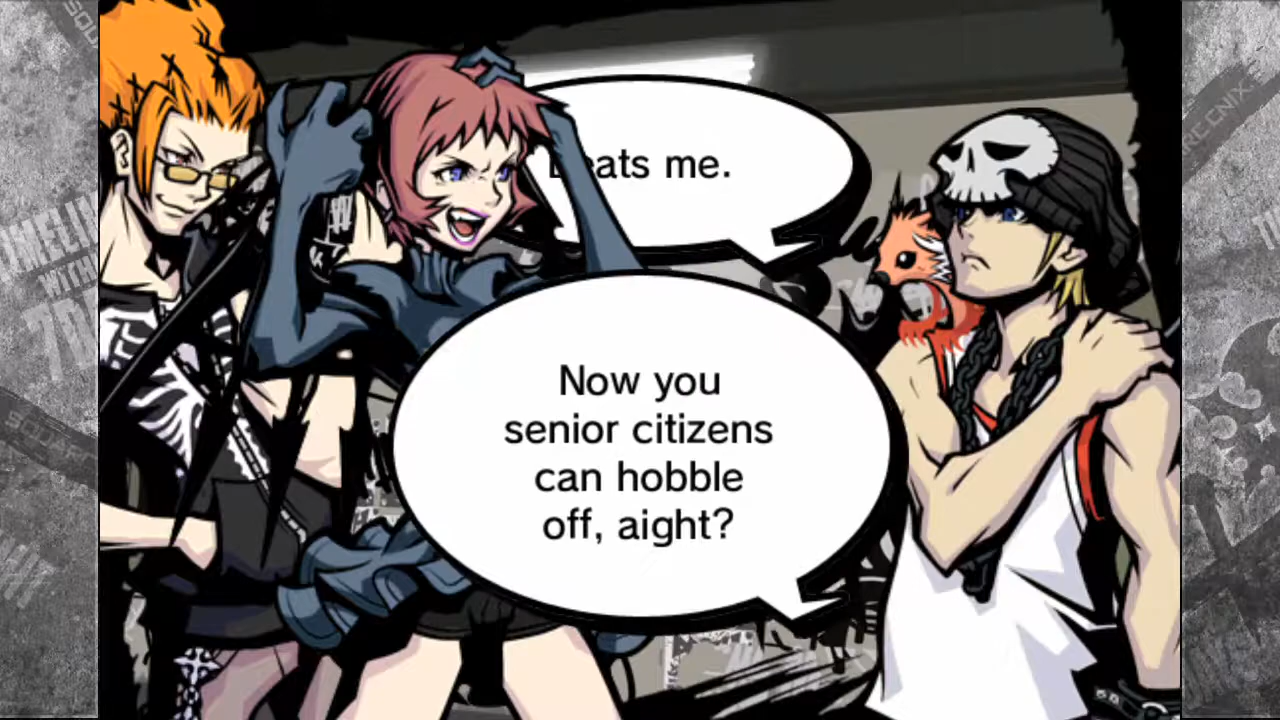 Beats me.
Now you
senior citizens
can hobble
off, aight?